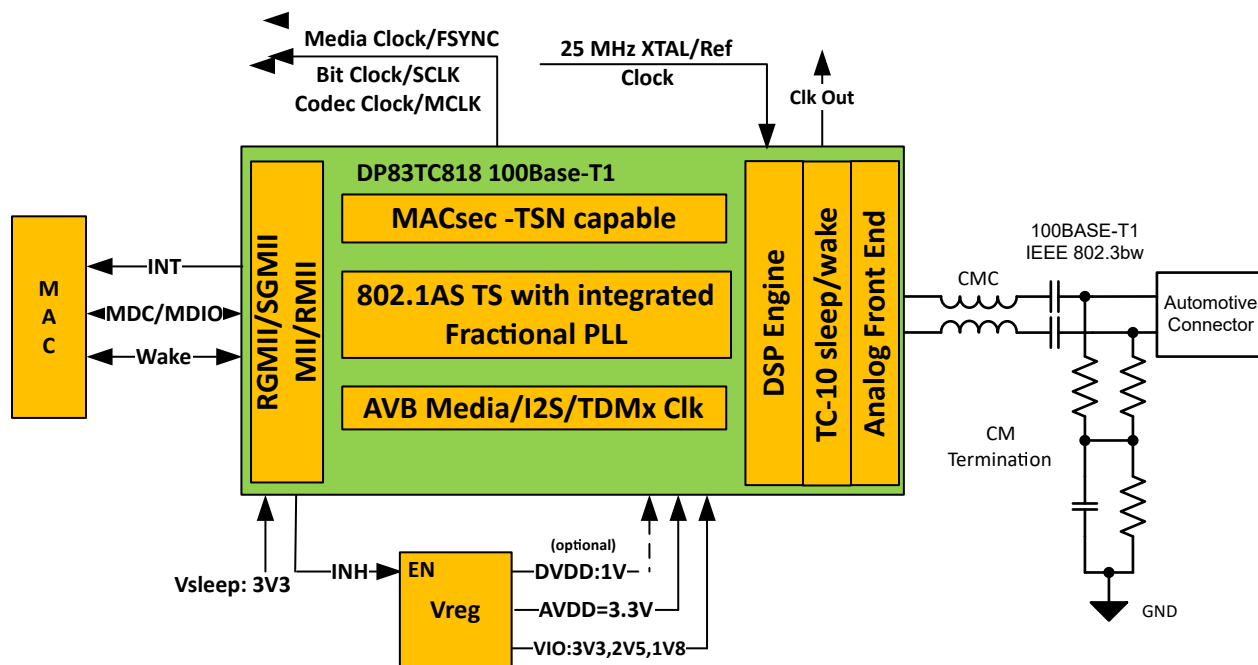 Media Clock/FSYNC
Bit Clock/SCLK
Codec Clock/MCLK
25 MHz XTAL/Ref
Clock
Clk Out
DP83TC818 100Base-T1
RGMII/SGMII
MII/RMII
MACsec -TSN capable
802.1AS TS with integrated
Fractional PLL
AVB Media/I2S/TDMx Clk
DSP Engine
TC-10 sleep/wake
Analog Front End
M
A
C
INT
MDC/MDIO
Wake
100BASE-T1
IEEE 802.3bw
CMC
Automotive
Connector
CM
Termination
GND
Vsleep: 3V3
INH
EN
Vreg
(optional)
DVDD:1V
AVDD=3.3V
VIO:3V3,2V5,1V8